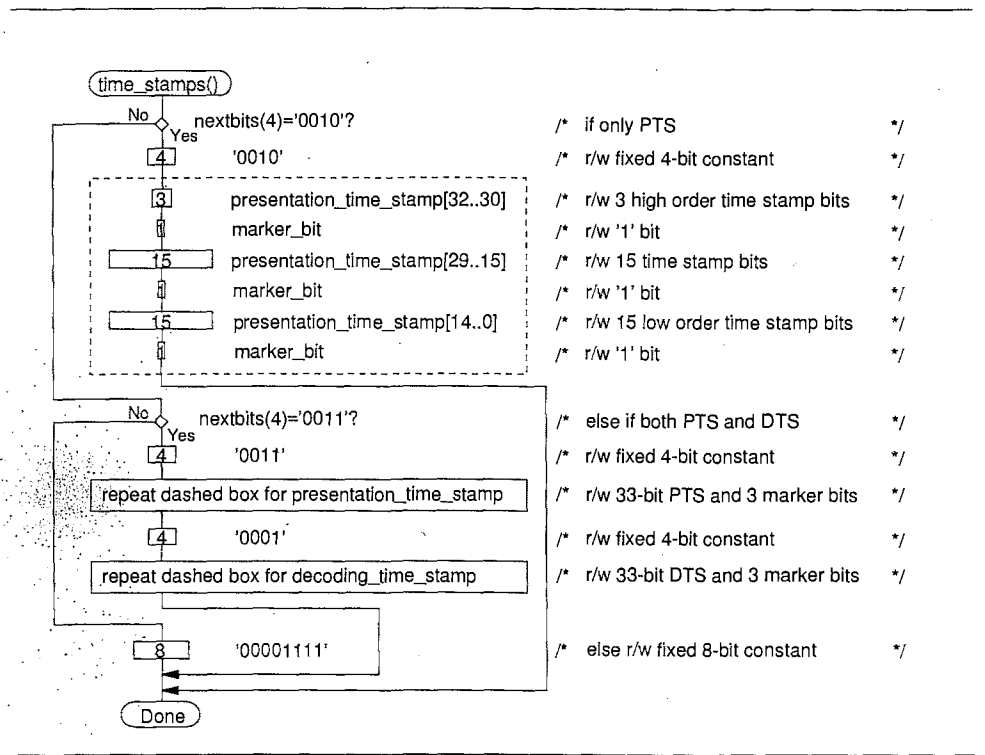 time_stamps()
No nextbits(4)='0010'? /* if only PTS */
Yes
4 '0010' /* r/w fixed 4-bit constant */
3 presentation_time_stamp[32..30] /* r/w 3 high order time stamp bits */
1 marker_bit /* r/w '1' bit */
15 presentation_time_stamp[29..15] /* r/w 15 time stamp bits */
1 marker_bit /* r/w '1' bit */
15 presentation_time_stamp[14..0] /* r/w 15 low order time stamp bits */
1 marker_bit /* r/w '1' bit */
No nextbits(4)='0011'? /* else if both PTS and DTS */
Yes
4 '0011' /* r/w fixed 4-bit constant */
repeat dashed box for presentation_time_stamp /* r/w 33-bit PTS and 3 marker bits */
4 '0001' /* r/w fixed 4-bit constant */
repeat dashed box for decoding_time_stamp /* r/w 33-bit DTS and 3 marker bits */
8 '00001111' /* else r/w fixed 8-bit constant */
Done